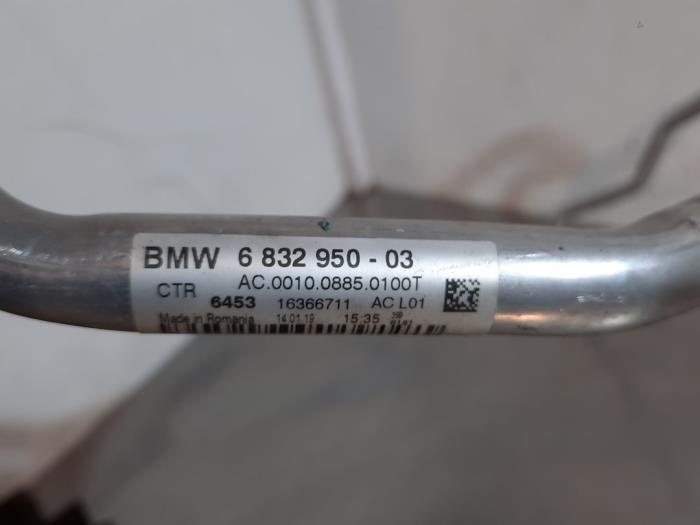 BMW 6 832 950 - 03
AC.0010.0885.0100T
CTR 6453 16366711 AC L01
Made in Romania 14.01.19 15:35